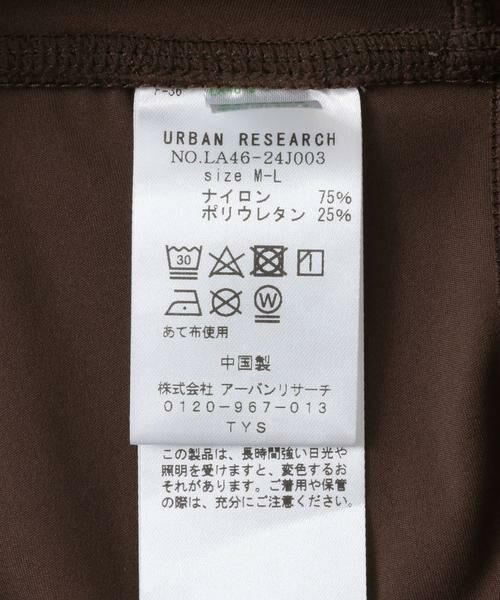 URBAN RESEARCH
NO.LA46-24J003
size M-L
ナイロン 75%
ポリウレタン 25%
30
W
あて布使用
中国製
株式会社 アーバンリサーチ
0120-967-013
TYS
この製品は、長時間強い日光や
照明を受けますと、変色するお
それがあります。ご着用や保管
の際は、充分にご注意ください。